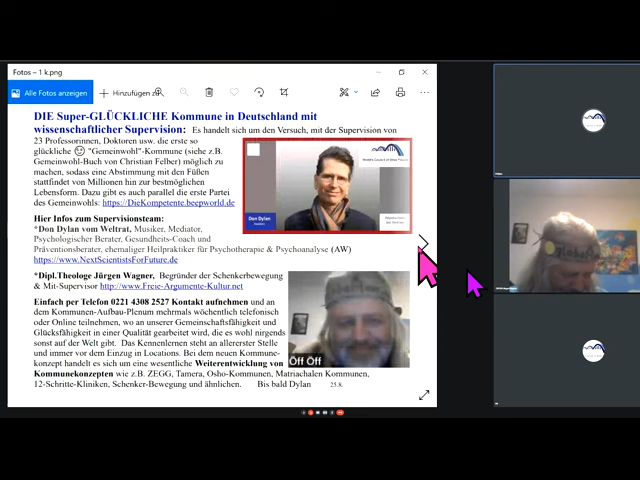 Fotos – 1 k.png
Alle Fotos anzeigen
Hinzufügen zu
DIE Super-GLÜCKLICHE Kommune in Deutschland mit
wissenschaftlicher Supervision: Es handelt sich um den Versuch, mit der Supervision von
23 Professorinnen, Doktoren usw. die erste so
glückliche "Gemeinwohl"-Kommune (siehe z.B.
Gemeinwohl-Buch von Christian Felber) möglich zu
machen, sodass eine Abstimmung mit den Füßen
stattfindet von Millionen hin zur bestmöglichen
Lebensform. Dazu gibt es auch parallel die erste Partei
des Gemeinwohls: https://DieKompetente.beepworld.de
Don Dylan
Hier Infos zum Supervisionsteam:
*Don Dylan vom Weltrat, Musiker, Mediator,
Psychologischer Berater, Gesundheits-Coach und
Präventionsberater, ehemaliger Heilpraktiker für Psychotherapie & Psychoanalyse (AW)
https://www.NextScientistsForFuture.de
*Dipl.Theologe Jürgen Wagner, Begründer der Schenkerbewegung
& Mit-Supervisor http://www.Freie-Argumente-Kultur.net
Einfach per Telefon 0221 4308 2527 Kontakt aufnehmen und an
dem Kommunen-Aufbau-Plenum mehrmals wöchentlich telefonisch
oder Online teilnehmen, wo an unserer Gemeinschaftsfähigkeit und
Glücksfähigkeit in einer Qualität gearbeitet wird, die es wohl nirgends
sonst auf der Welt gibt. Das Kennenlernen steht an allererster Stelle
und immer vor dem Einzug in Locations. Bei dem neuen Kommune-
konzept handelt es sich um eine wesentliche Weiterentwicklung von
Kommunekonzepten wie z.B. ZEGG, Tamera, Osho-Kommunen, Matriachalen Kommunen,
12-Schritte-Kliniken, Schenker-Bewegung und ähnlichen. Bis bald Dylan 25.8.
Öff Öff